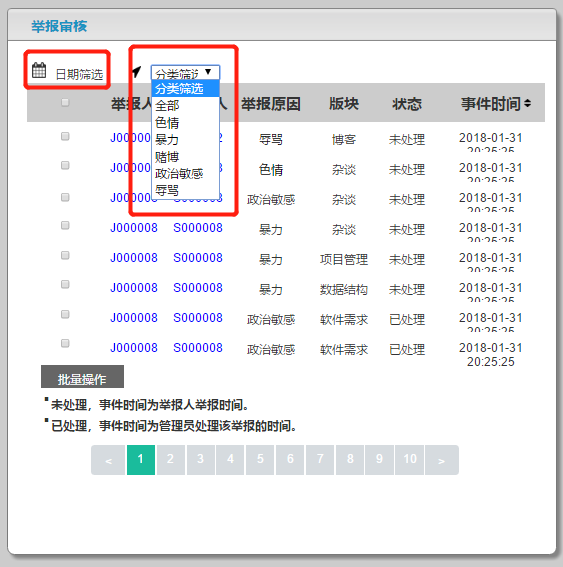 举报审核
日期筛选 分类筛选
分类筛选
全部
色情
暴力
赌博
政治敏感
辱骂
举报人 人 举报原因 版块 状态 事件时间
J00000 2 辱骂 博客 未处理 2018-01-31 20:25:25
J00000 3 色情 杂谈 未处理 2018-01-31 20:25:25
J000008 S000008 政治敏感 杂谈 未处理 2018-01-31 20:25:25
J000008 S000008 暴力 杂谈 未处理 2018-01-31 20:25:25
J000008 S000008 暴力 项目管理 未处理 2018-01-31 20:25:25
J000008 S000008 暴力 数据结构 未处理 2018-01-31 20:25:25
J000008 S000008 政治敏感 软件需求 已处理 2018-01-31 20:25:25
J000008 S000008 政治敏感 软件需求 已处理 2018-01-31
20:25:25
批量操作
未处理，事件时间为举报人举报时间。
已处理，事件时间为管理员处理该举报的时间。
< 1 2 3 4 5 6 7 8 9 10 >